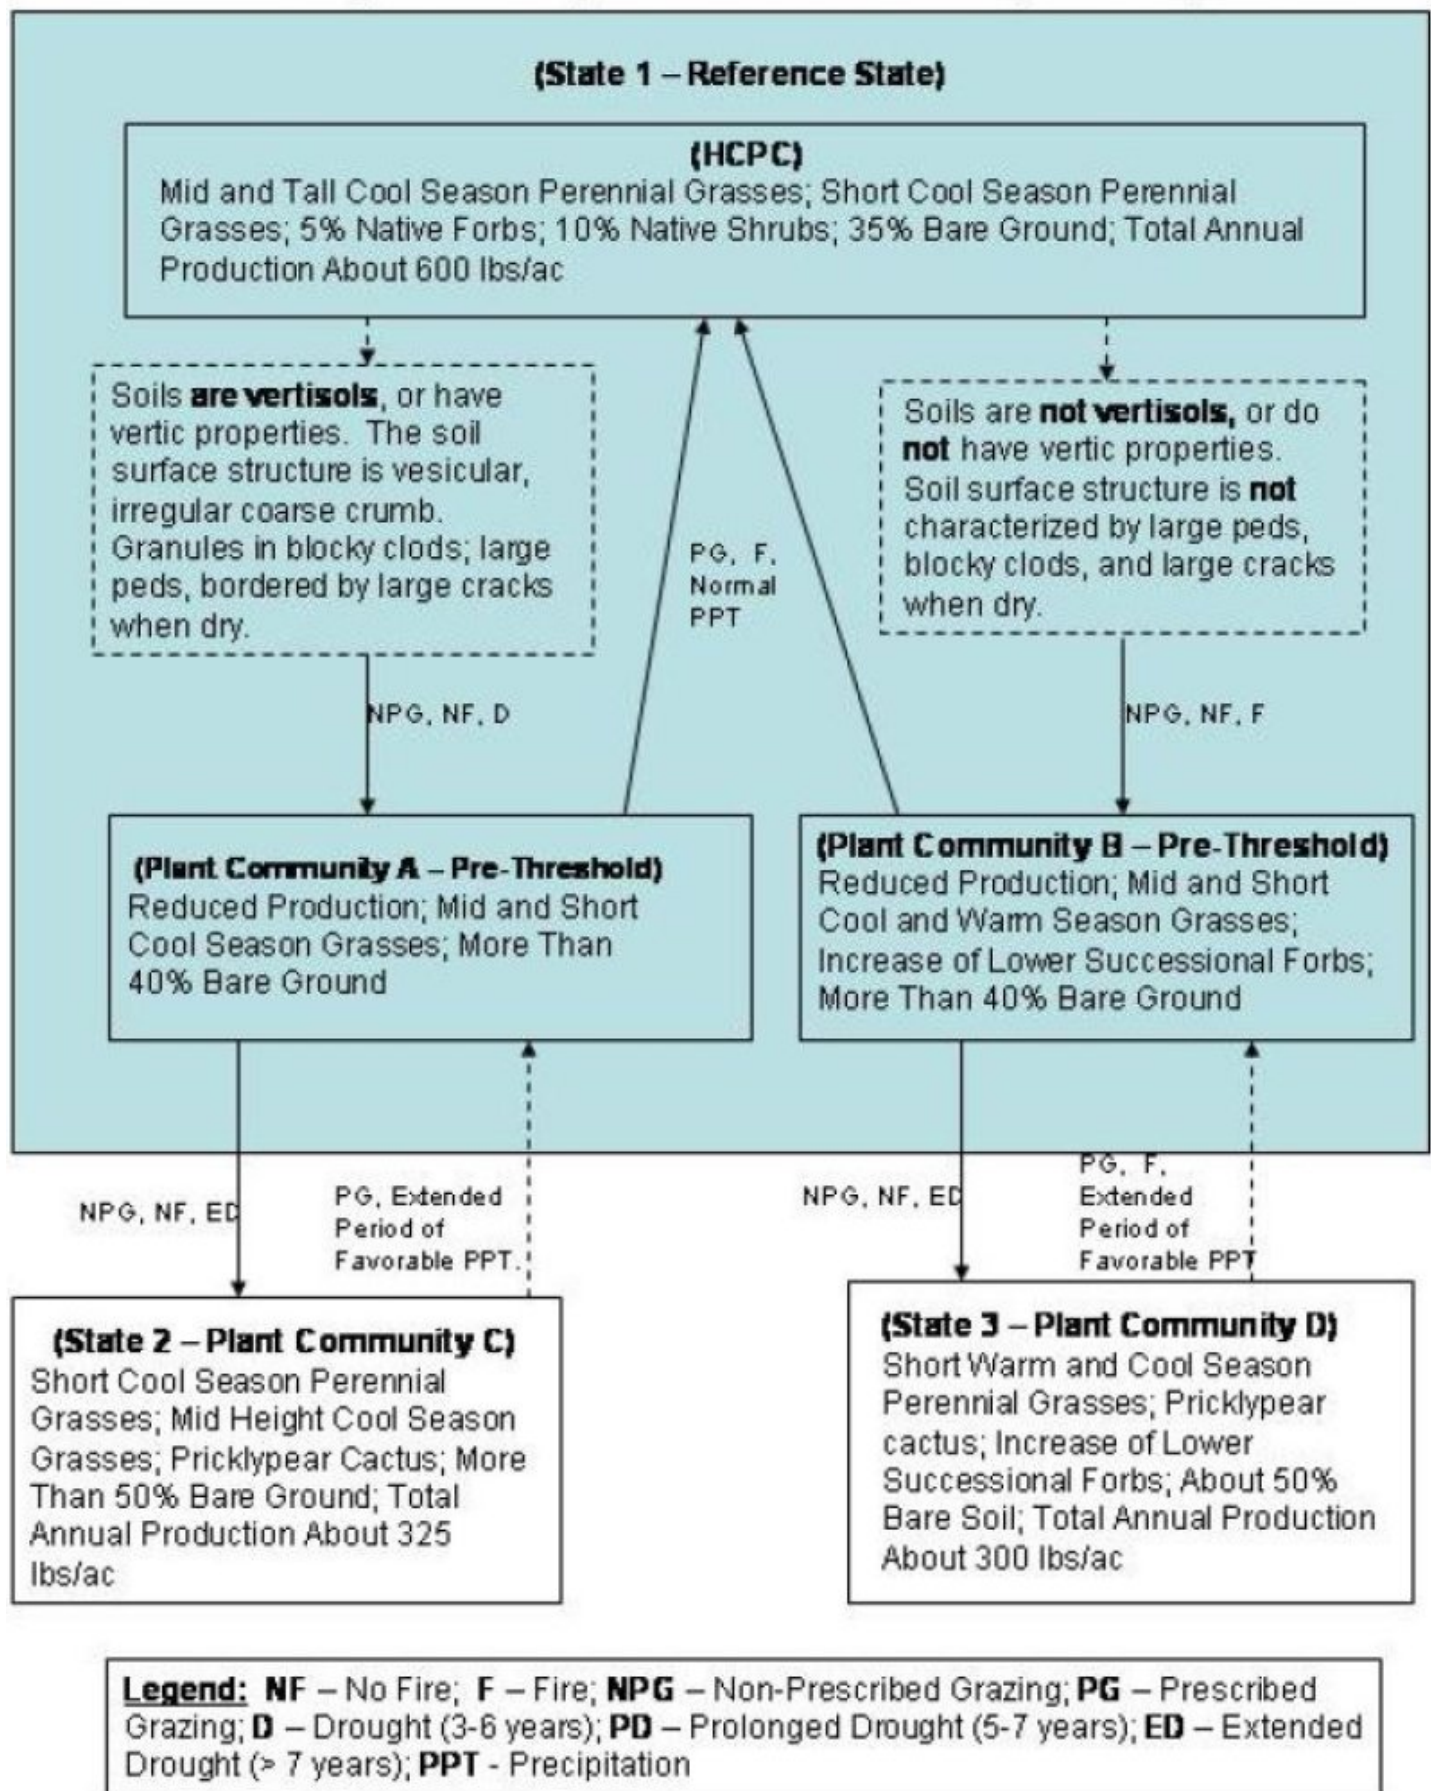 (State 1 – Reference State)
(HCPC)
Mid and Tall Cool Season Perennial Grasses; Short Cool Season Perennial
Grasses; 5% Native Forbs; 10% Native Shrubs; 35% Bare Ground; Total Annual
Production About 600 lbs/ac
Soils are vertisols, or have
vertic properties. The soil
surface structure is vesicular,
irregular coarse crumb.
Granules in blocky clods; large
peds, bordered by large cracks
when dry.
PG, F,
Normal
PPT
Soils are not vertisols, or do
not have vertic properties.
Soil surface structure is not
characterized by large peds,
blocky clods, and large cracks
when dry.
NPG, NF, D
NPG, NF, F
(Plant Community A – Pre-Threshold)
Reduced Production; Mid and Short
Cool Season Grasses; More Than
40% Bare Ground
(Plant Community B – Pre-Threshold)
Reduced Production; Mid and Short
Cool and Warm Season Grasses;
Increase of Lower Successional Forbs;
More Than 40% Bare Ground
NPG, NF, ED
PG, Extended
Period of
Favorable PPT.
NPG, NF, ED
PG, F,
Extended
Period of
Favorable PPT
(State 2 – Plant Community C)
Short Cool Season Perennial
Grasses; Mid Height Cool Season
Grasses; Pricklypear Cactus; More
Than 50% Bare Ground; Total
Annual Production About 325
lbs/ac
(State 3 – Plant Community D)
Short Warm and Cool Season
Perennial Grasses; Pricklypear
cactus; Increase of Lower
Successional Forbs; About 50%
Bare Soil; Total Annual Production
About 300 lbs/ac
Legend: NF – No Fire; F – Fire; NPG – Non-Prescribed Grazing; PG – Prescribed
Grazing; D – Drought (3-6 years); PD – Prolonged Drought (5-7 years); ED – Extended
Drought (> 7 years); PPT - Precipitation